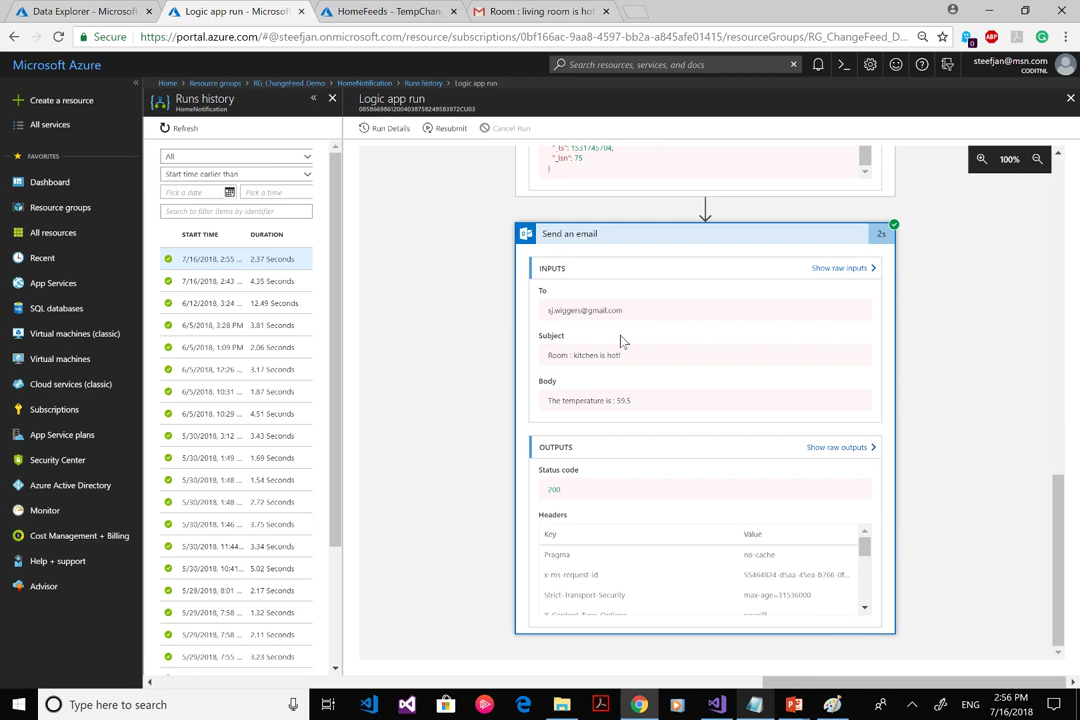 Data Explorer - Microsoft
Logic app run - Microsoft
HomeFeeds - TempChan
Room : living room is hot
Secure
https://portal.azure.com/#@steefjan.onmicrosoft.com/resource/subscriptions/0bf166ac-9aa8-4597-bb2a-a845afe01415/resourceGroups/RG_ChangeFeed_D...
Microsoft Azure
Search resources, services, and docs
steefjan@msn.com
CODITNL
Home
Resource groups
RG_ChangeFeed_Demo
HomeNotification
Runs history
Logic app run
Create a resource
All services
FAVORITES
Dashboard
Resource groups
All resources
Recent
App Services
SQL databases
Virtual machines (classic)
Virtual machines
Cloud services (classic)
Subscriptions
App Service plans
Security Center
Azure Active Directory
Monitor
Cost Management + Billing
Help + support
Advisor
Runs history
HomeNotification
Refresh
All
Start time earlier than
Pick a date
Pick a time
Search to filter items by identifier
START TIME DURATION
7/16/2018, 2:55 ... 2.37 Seconds
7/16/2018, 2:43 ... 4.35 Seconds
6/12/2018, 3:24 ... 12.49 Seconds
6/5/2018, 3:28 PM 3.81 Seconds
6/5/2018, 1:09 PM 2.06 Seconds
6/5/2018, 12:26 ... 3.17 Seconds
6/5/2018, 10:31 ... 1.87 Seconds
6/5/2018, 10:29 ... 4.51 Seconds
5/30/2018, 3:12 ... 3.43 Seconds
5/30/2018, 1:49 ... 1.69 Seconds
5/30/2018, 1:48 ... 1.54 Seconds
5/30/2018, 1:48 ... 2.72 Seconds
5/30/2018, 1:46 ... 3.75 Seconds
5/30/2018, 11:44... 3.34 Seconds
5/30/2018, 10:41... 5.02 Seconds
5/29/2018, 8:01 ... 2.17 Seconds
5/29/2018, 7:58 ... 1.32 Seconds
5/29/2018, 7:58 ... 2.11 Seconds
5/29/2018, 7:55 ... 3.23 Seconds
Logic app run
Run Details
Resubmit
Cancel Run
100%
"_ts": 1531745704,
"_lsn": 75
}
Send an email
2s
INPUTS
Show raw inputs
To
sj.wiggers@gmail.com
Subject
Room : kitchen is hot!
Body
The temperature is : 59.5
OUTPUTS
Show raw outputs
Status code
200
Headers
Key Value
Pragma no-cache
x-ms-request-id 55464824-d5aa-45ea-b766-0f...
Strict-Transport-Security max-age=31536000
Type here to search
ENG
2:56 PM
7/16/2018